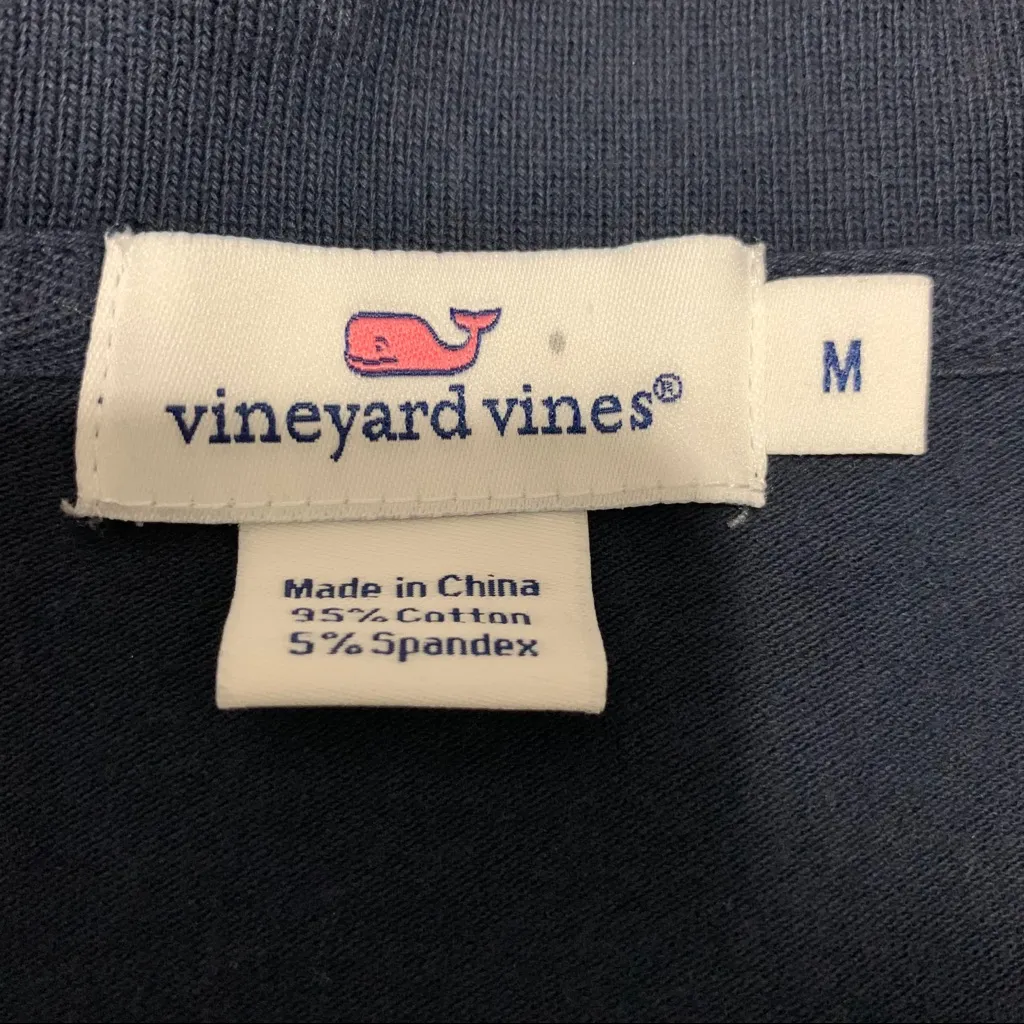 vineyard vines®
M
Made in China
95% Cotton
5% Spandex